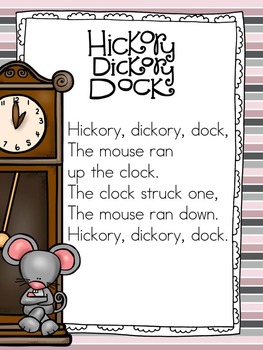 Hickory
Dickory
Dock
Hickory, dickory, dock,
The mouse ran
up the clock.
The clock struck one,
The mouse ran down.
Hickory, dickory, dock.